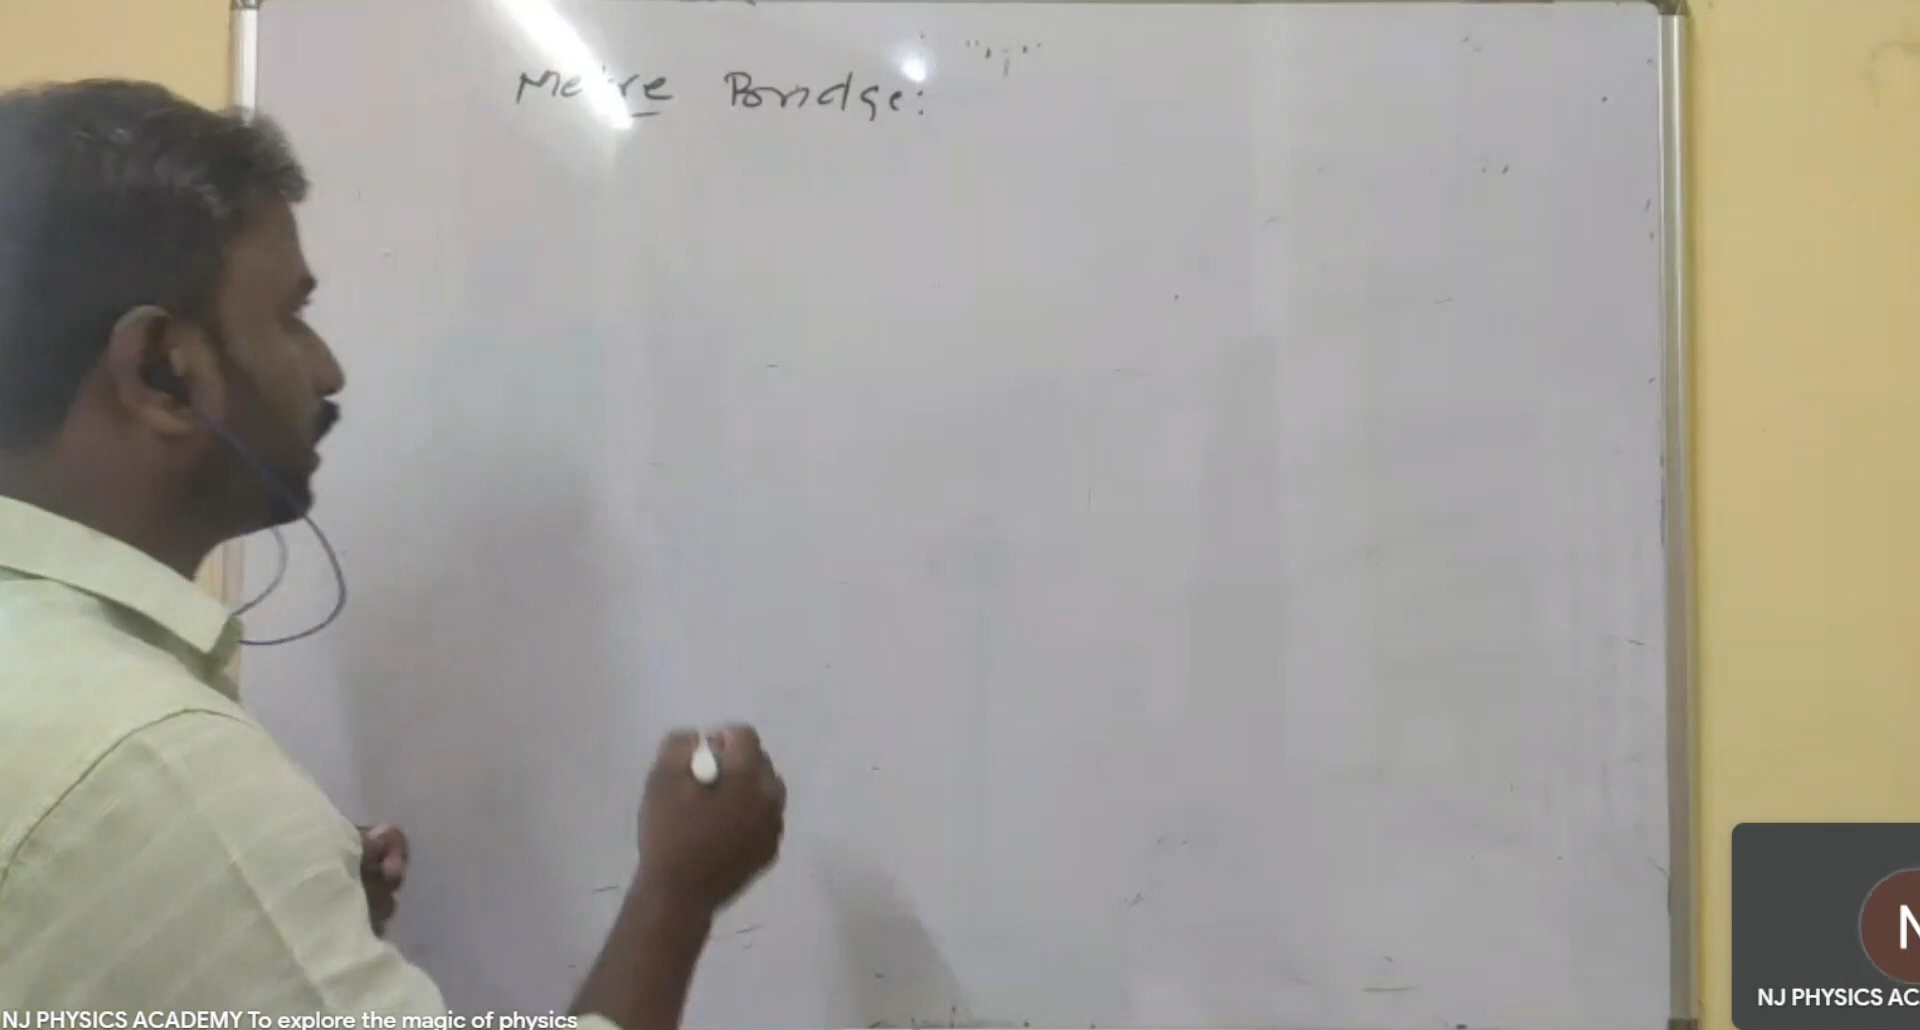 Metre Bridge:
N
NJ PHYSICS AC
NJ PHYSICS ACADEMY To explore the magic of physics